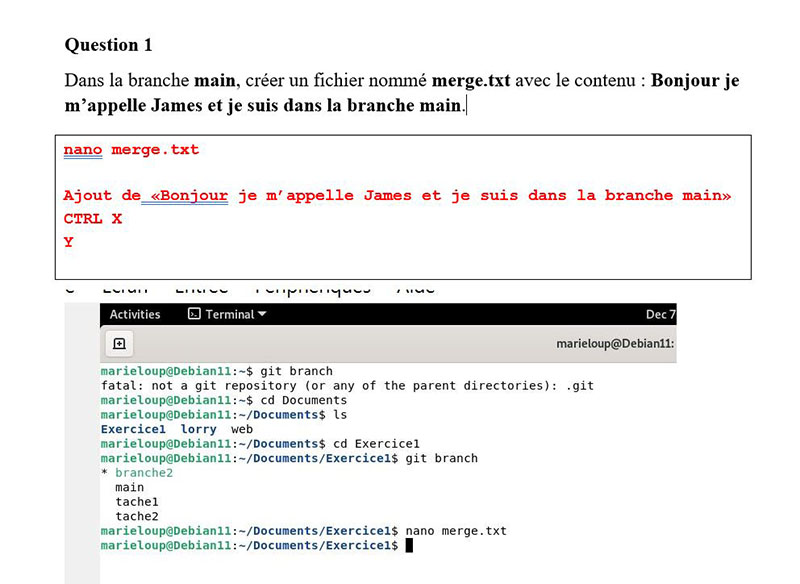 Question 1
Dans la branche main, créer un fichier nommé merge.txt avec le contenu : Bonjour je
m’appelle James et je suis dans la branche main.
nano merge.txt
Ajout de «Bonjour je m’appelle James et je suis dans la branche main»
CTRL X
Y
Écran Entrée Périphériques Aide
Activities Terminal Dec 7
marieloup@Debian11:
marieloup@Debian11:~$ git branch
fatal: not a git repository (or any of the parent directories): .git
marieloup@Debian11:~$ cd Documents
marieloup@Debian11:~/Documents$ ls
Exercice1 lorry web
marieloup@Debian11:~/Documents$ cd Exercice1
marieloup@Debian11:~/Documents/Exercice1$ git branch
* branche2
main
tache1
tache2
marieloup@Debian11:~/Documents/Exercice1$ nano merge.txt
marieloup@Debian11:~/Documents/Exercice1$